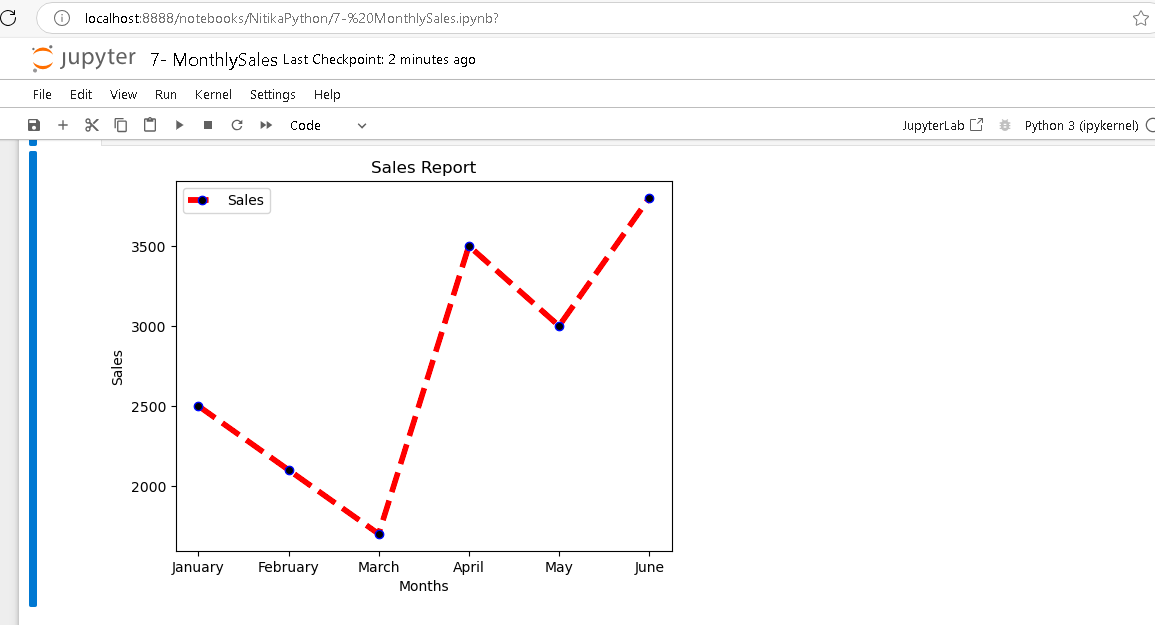 localhost:8888/notebooks/NitikaPython/7-%20MonthlySales.ipynb?
jupyter 7- MonthlySales Last Checkpoint: 2 minutes ago
File Edit View Run Kernel Settings Help
Code JupyterLab Python 3 (ipykernel)
Sales Report
Sales
3500
3000
2500
2000
Sales
January February March April May June
Months